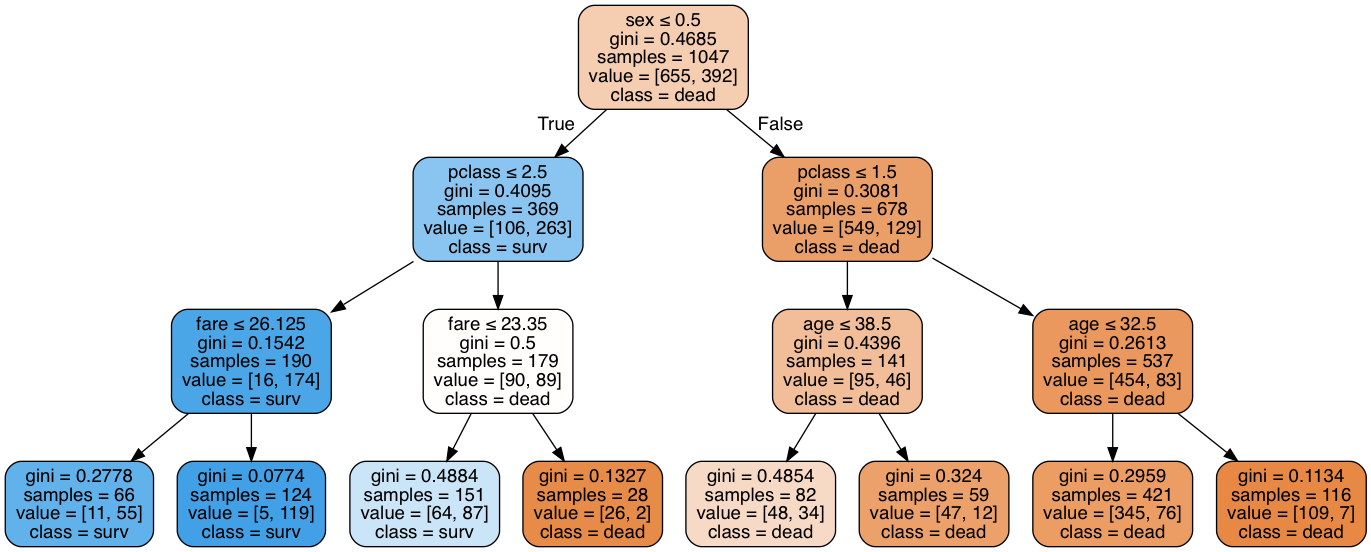 sex ≤ 0.5
gini = 0.4685
samples = 1047
value = [655, 392]
class = dead
True
False
pclass ≤ 2.5
gini = 0.4095
samples = 369
value = [106, 263]
class = surv
pclass ≤ 1.5
gini = 0.3081
samples = 678
value = [549, 129]
class = dead
fare ≤ 26.125
gini = 0.1542
samples = 190
value = [16, 174]
class = surv
fare ≤ 23.35
gini = 0.5
samples = 179
value = [90, 89]
class = dead
age ≤ 38.5
gini = 0.4396
samples = 141
value = [95, 46]
class = dead
age ≤ 32.5
gini = 0.2613
samples = 537
value = [454, 83]
class = dead
gini = 0.2778
samples = 66
value = [11, 55]
class = surv
gini = 0.0774
samples = 124
value = [5, 119]
class = surv
gini = 0.4884
samples = 151
value = [64, 87]
class = surv
gini = 0.1327
samples = 28
value = [26, 2]
class = dead
gini = 0.4854
samples = 82
value = [48, 34]
class = dead
gini = 0.324
samples = 59
value = [47, 12]
class = dead
gini = 0.2959
samples = 421
value = [345, 76]
class = dead
gini = 0.1134
samples = 116
value = [109, 7]
class = dead